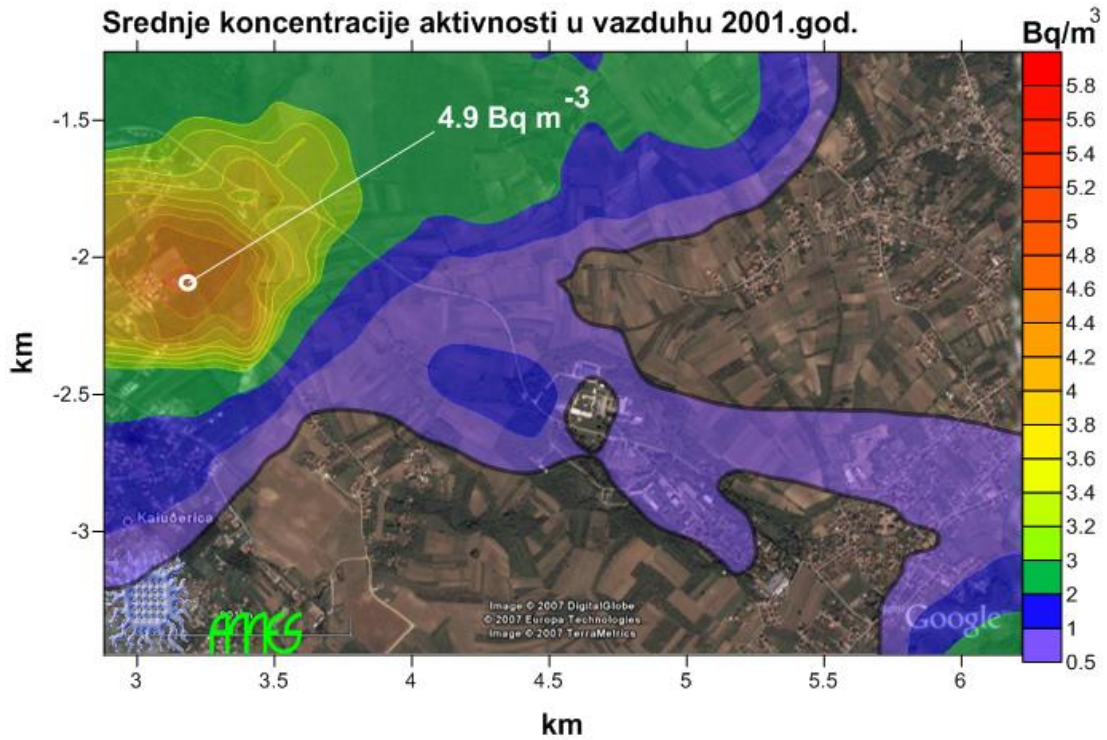 Srednje koncentracije aktivnosti u vazduhu 2001.god.
Bq/m³
4.9 Bq m⁻³
5.8
5.6
5.4
5.2
5
4.8
4.6
4.4
4.2
4
3.8
3.6
3.4
3.2
3
2
1
0.5
-1.5
-2
-2.5
-3
km
Kaluđerica
AMES
Image © 2007 DigitalGlobe
© 2007 Europa Technologies
Image © 2007 TerraMetrics
Google
3 3.5 4 4.5 5 5.5 6
km